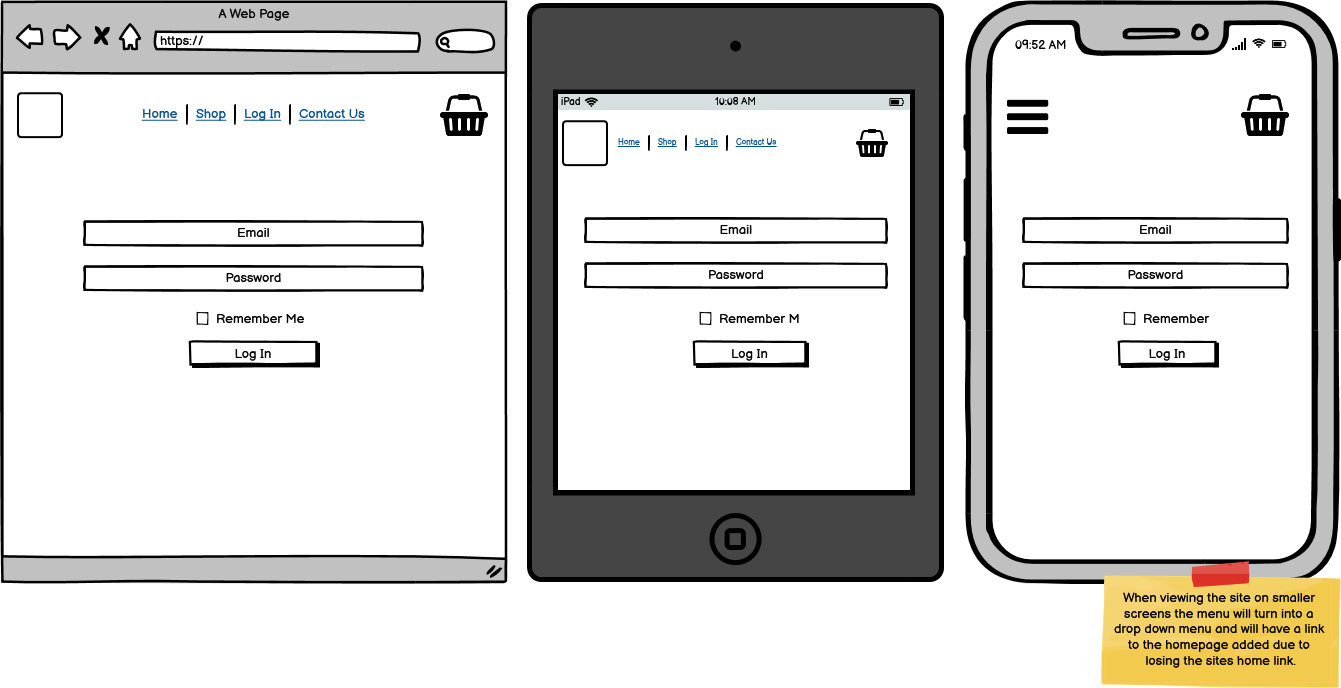 A Web Page
https://
Home Shop Log In Contact Us
Email
Password
Remember Me
Log In
iPad 10:08 AM
Home Shop Log In Contact Us
Email
Password
Remember M
Log In
09:52 AM
Email
Password
Remember
Log In
When viewing the site on smaller
screens the menu will turn into a
drop down menu and will have a link
to the homepage added due to
losing the sites home link.